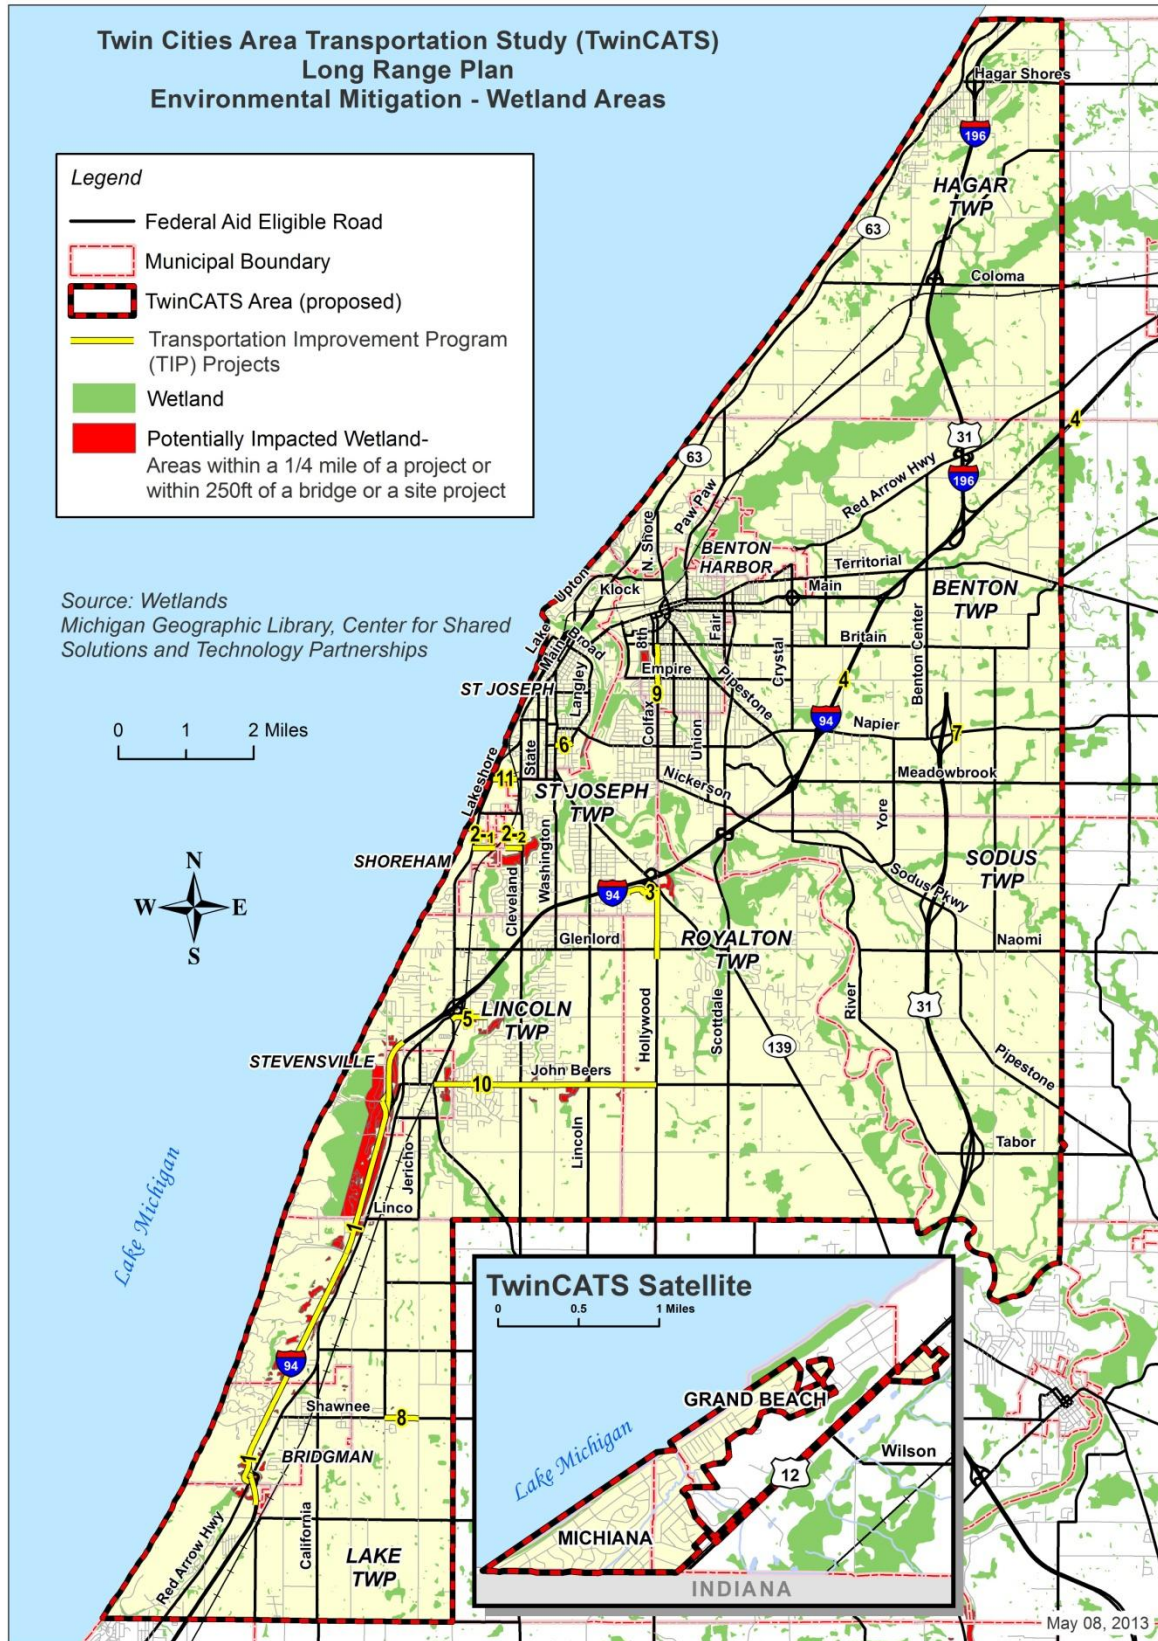 Twin Cities Area Transportation Study (TwinCATS)
Long Range Plan
Environmental Mitigation - Wetland Areas
Legend
Federal Aid Eligible Road
Municipal Boundary
TwinCATS Area (proposed)
Transportation Improvement Program
(TIP) Projects
Wetland
Potentially Impacted Wetland-
Areas within a 1/4 mile of a project or
within 250ft of a bridge or a site project
Source: Wetlands
Michigan Geographic Library, Center for Shared
Solutions and Technology Partnerships
0 1 2 Miles
N
W E
S
Hagar Shores
196
HAGAR
TWP
63
Coloma
4
31
63
196
Red Arrow Hwy
Paw Paw
N. Shore
BENTON
HARBOR
Territorial
Upton
Klock
Main
BENTON
TWP
Lake
Main
Broad
8th
Fair
Britain
Benton Center
Empire
Crystal
Pipestone
ST JOSEPH
Langley
9
4
Colfax
Union
94
Napier
7
State
6
Lakeshore
11
Meadowbrook
Nickerson
ST JOSEPH
TWP
Yore
2-1
2-2
Washington
SHOREHAM
Cleveland
SODUS
TWP
Sodus Pkwy
94
3
Glenlord
ROYALTON
TWP
Naomi
River
31
5
LINCOLN
TWP
Hollywood
Scottdale
139
STEVENSVILLE
John Beers
10
Pipestone
Lincoln
Tabor
Jericho
Linco
Lake Michigan
1
94
Shawnee
8
1
BRIDGMAN
California
Red Arrow Hwy
LAKE
TWP
TwinCATS Satellite
0 0.5 1 Miles
GRAND BEACH
Lake Michigan
Wilson
12
MICHIANA
INDIANA
May 08, 2013